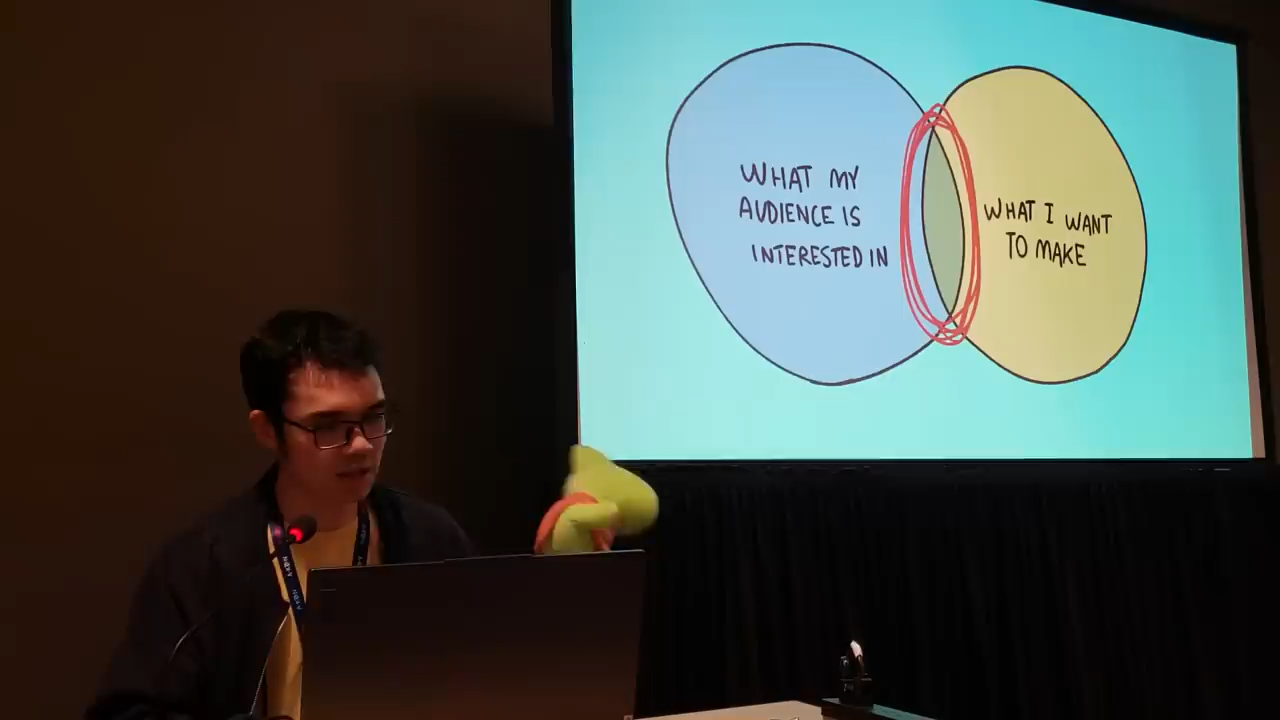 WHAT MY
AUDIENCE IS
INTERESTED IN
WHAT I WANT
TO MAKE